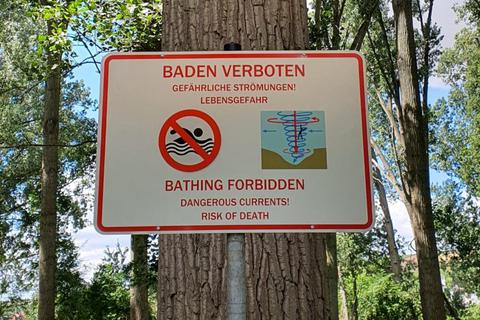 BADEN VERBOTEN
GEFÄHRLICHE STRÖMUNGEN!
LEBENSGEFAHR
BATHING FORBIDDEN
DANGEROUS CURRENTS!
RISK OF DEATH